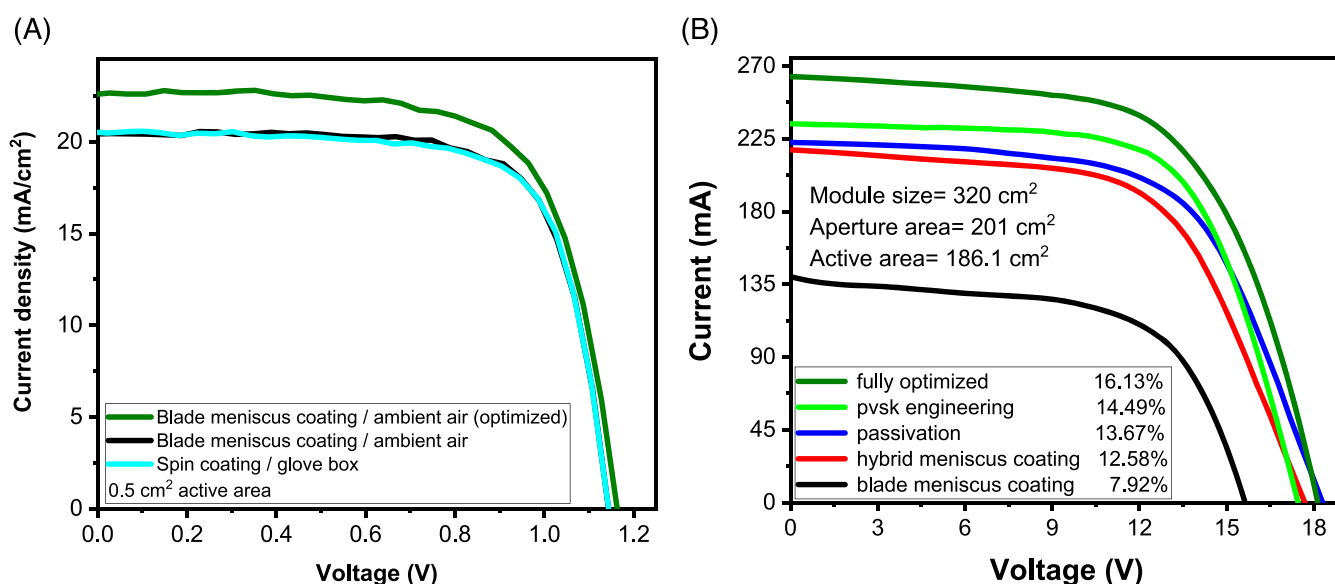 (A)
Current density (mA/cm²)
20
15
10
5
0
Blade meniscus coating / ambient air (optimized)
Blade meniscus coating / ambient air
Spin coating / glove box
0.5 cm² active area
0.0 0.2 0.4 0.6 0.8 1.0 1.2
Voltage (V)
(B)
Current (mA)
270
225
180
135
90
45
0
Module size= 320 cm²
Aperture area= 201 cm²
Active area= 186.1 cm²
fully optimized 16.13%
pvsk engineering 14.49%
passivation 13.67%
hybrid meniscus coating 12.58%
blade meniscus coating 7.92%
0 3 6 9 12 15 18
Voltage (V)